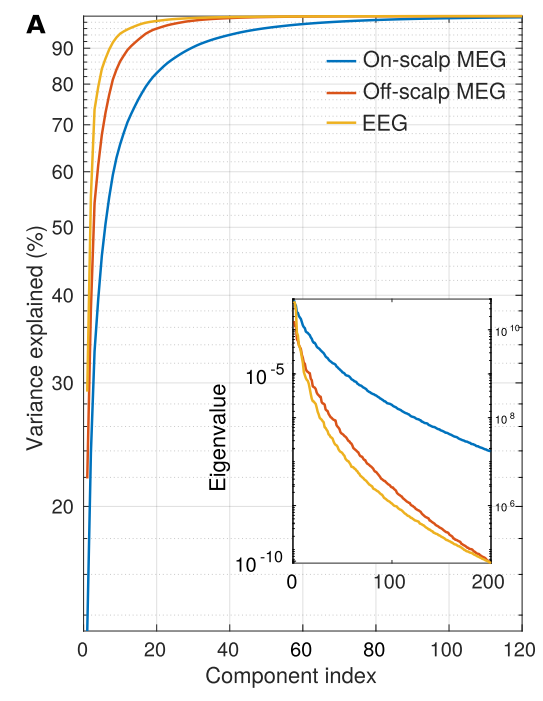 A
90
80
70
60
50
40
30
20
Variance explained (%)
On-scalp MEG
Off-scalp MEG
EEG
Eigenvalue
10^-5
10^-10
10^10
10^8
10^6
0 100 200
0 20 40 60 80 100 120
Component index